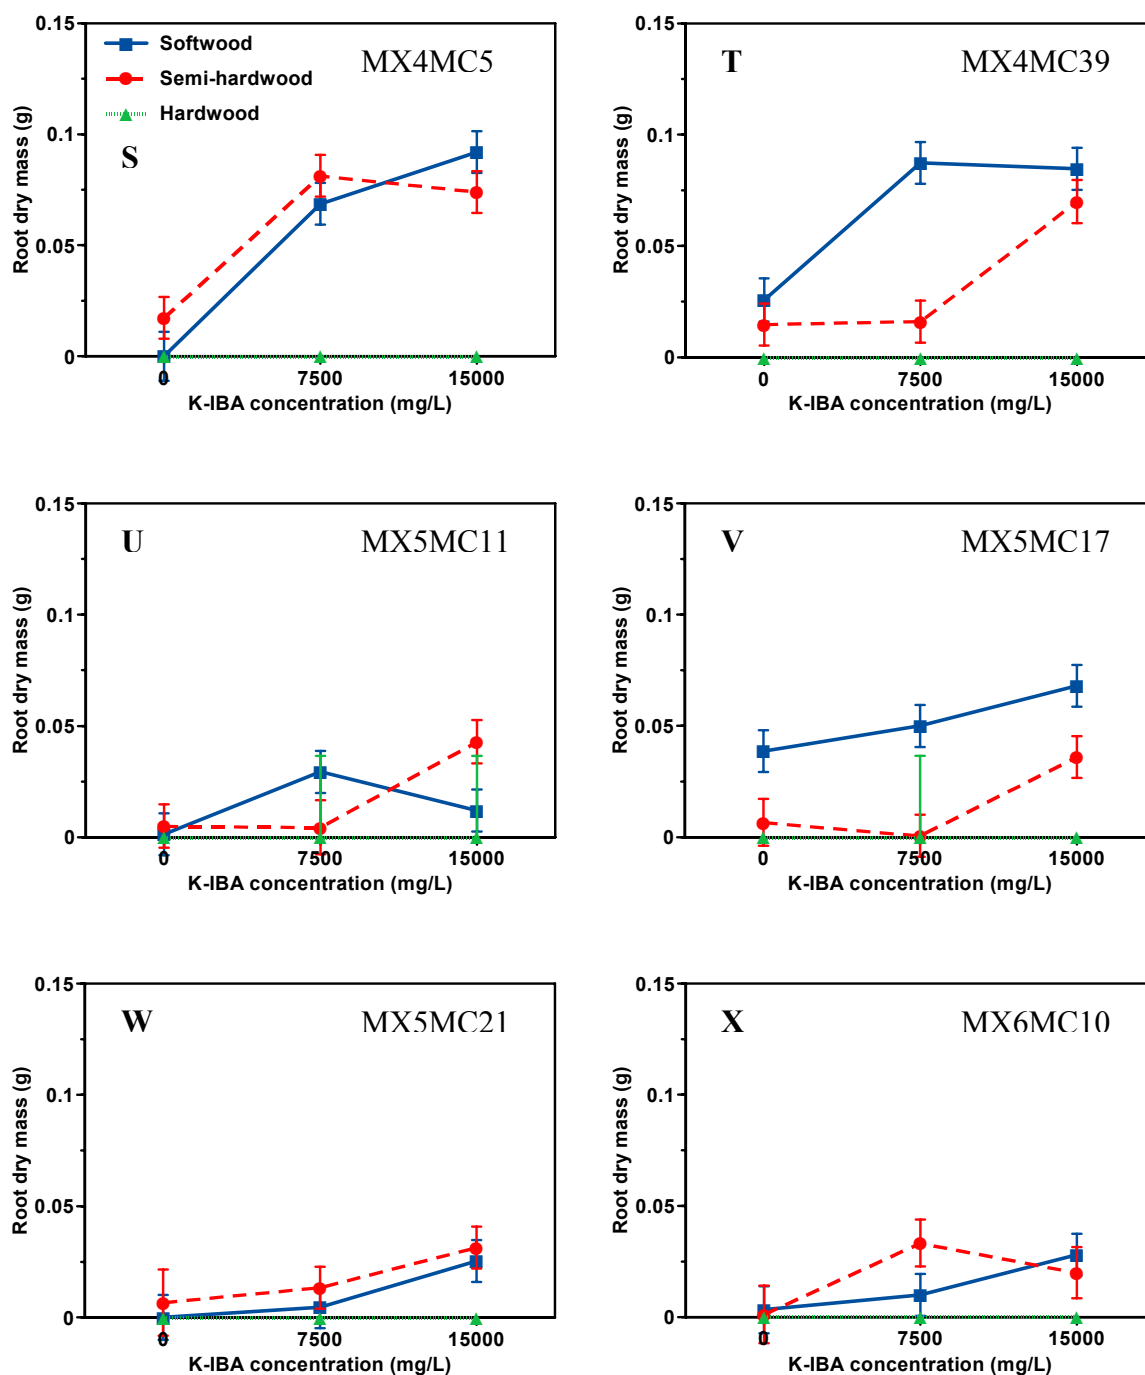 0.15
0.1
0.05
0
Root dry mass (g)
Softwood
Semi-hardwood
Hardwood
S
MX4MC5
0 7500 15000
K-IBA concentration (mg/L)
0.15
0.1
0.05
0
Root dry mass (g)
T
MX4MC39
0 7500 15000
K-IBA concentration (mg/L)
0.15
0.1
0.05
0
Root dry mass (g)
U
MX5MC11
0 7500 15000
K-IBA concentration (mg/L)
0.15
0.1
0.05
0
Root dry mass (g)
V
MX5MC17
0 7500 15000
K-IBA concentration (mg/L)
0.15
0.1
0.05
0
Root dry mass (g)
W
MX5MC21
0 7500 15000
K-IBA concentration (mg/L)
0.15
0.1
0.05
0
Root dry mass (g)
X
MX6MC10
0 7500 15000
K-IBA concentration (mg/L)